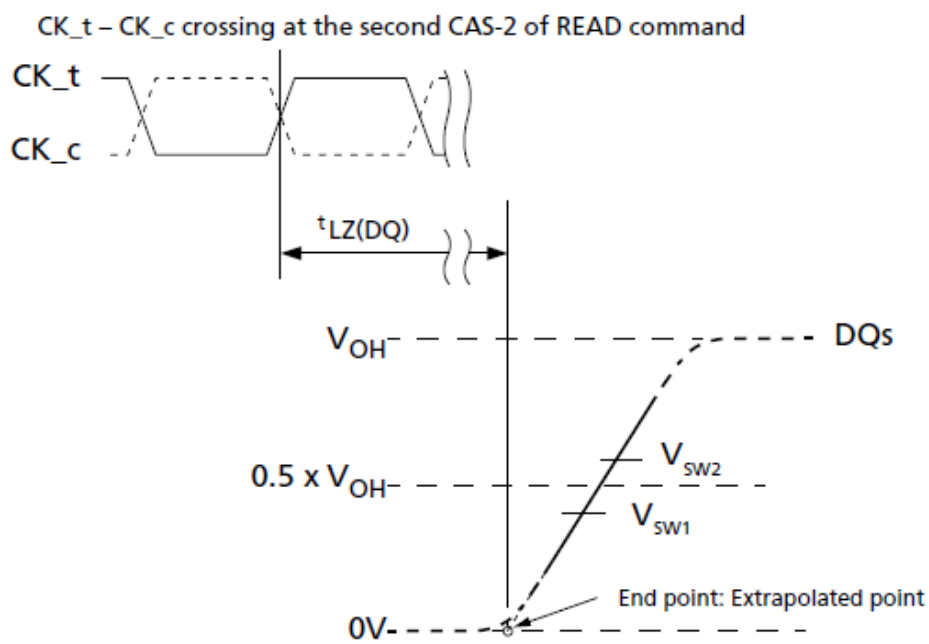 CK_t – CK_c crossing at the second CAS-2 of READ command
CK_t
CK_c
tLZ(DQ)
VOH
DQs
VSW2
0.5 x VOH
VSW1
End point: Extrapolated point
0V